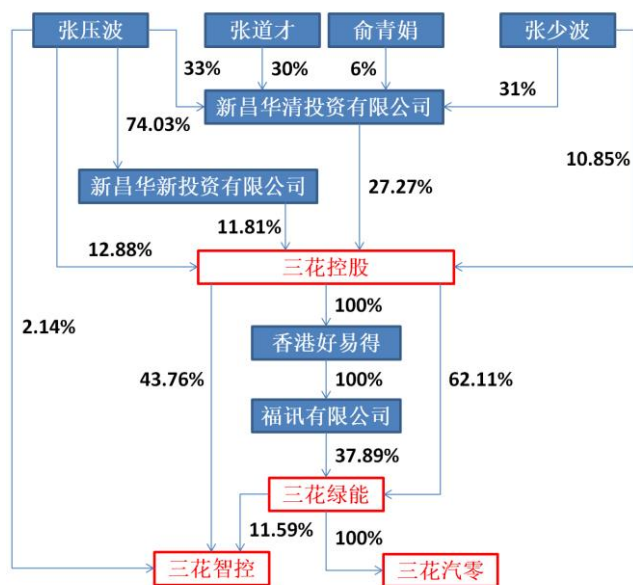 张压波
张道才
俞青娟
张少波
33%
30%
6%
31%
新昌华清投资有限公司
74.03%
10.85%
新昌华新投资有限公司
27.27%
11.81%
12.88%
三花控股
100%
2.14%
香港好易得
43.76%
100%
62.11%
福讯有限公司
37.89%
三花绿能
11.59%
100%
三花智控
三花汽零